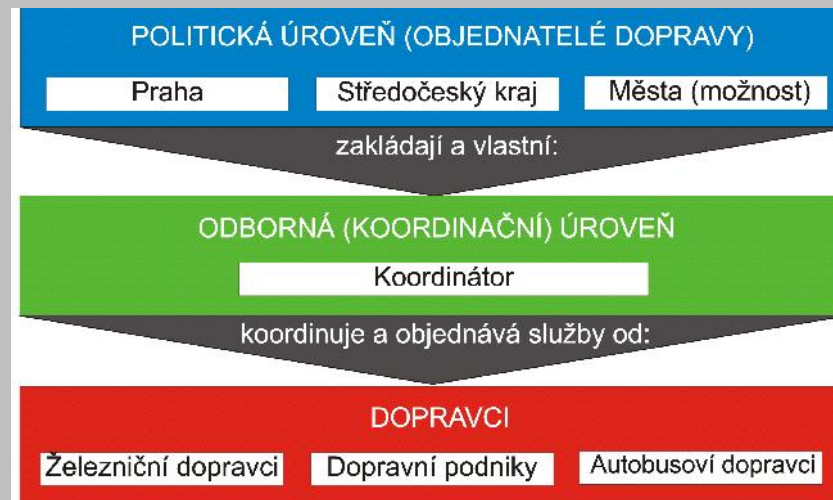 POLITICKÁ ÚROVEŇ (OBJEDNATELÉ DOPRAVY)
Praha Středočeský kraj Města (možnost)
zakládají a vlastní:
ODBORNÁ (KOORDINAČNÍ) ÚROVEŇ
Koordinátor
koordinuje a objednává služby od:
DOPRAVCI
Železniční dopravci Dopravní podniky Autobusoví dopravci